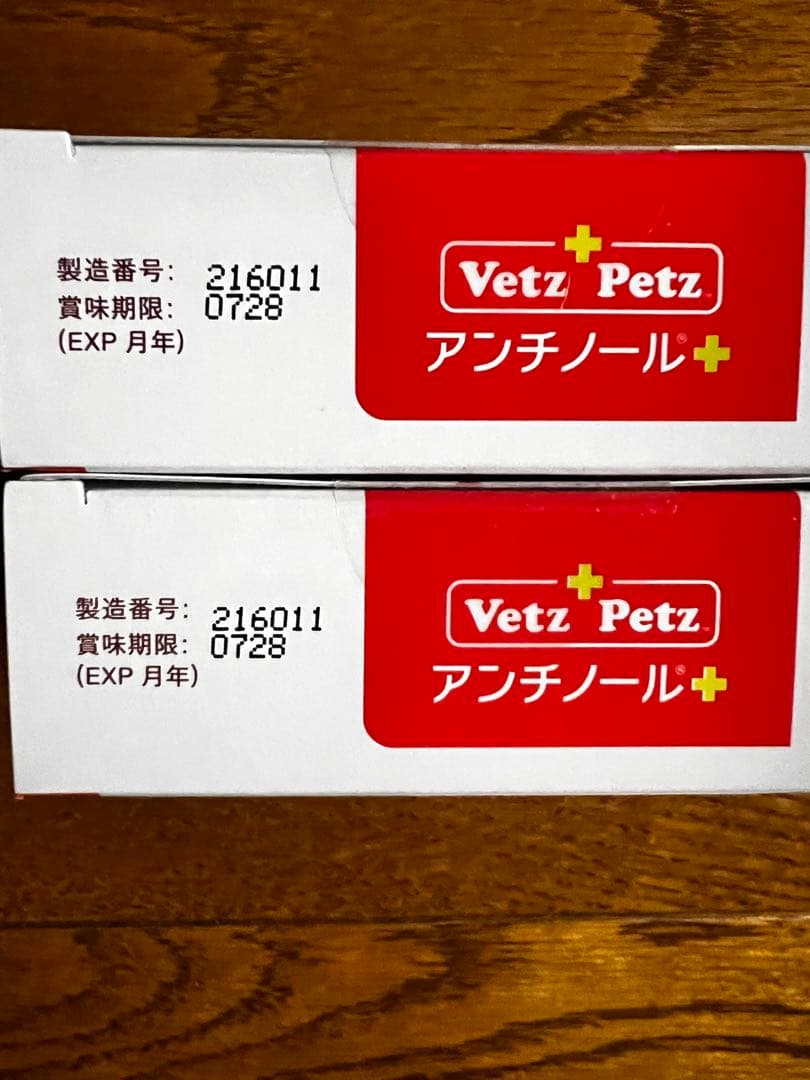 製造番号: 216011
賞味期限: 0728
(EXP 月年)
Vetz Petz™
アンチノール®+
製造番号: 216011
賞味期限: 0728
(EXP 月年)
Vetz Petz™
アンチノール®+